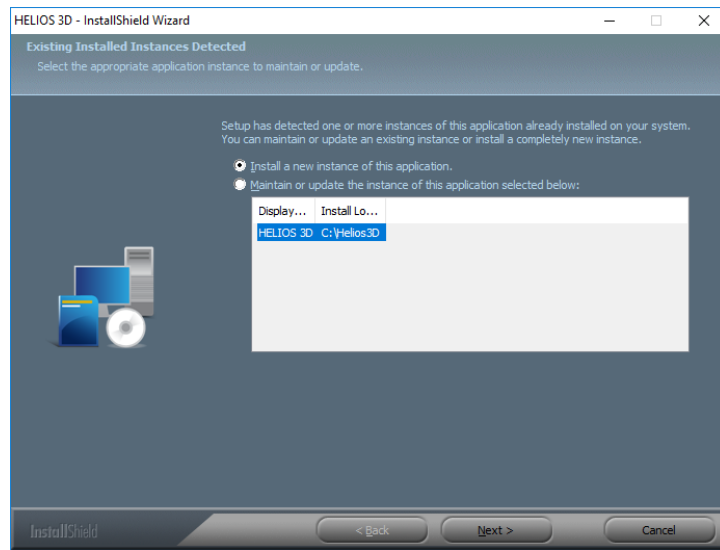 HELIOS 3D - InstallShield Wizard
Existing Installed Instances Detected
Select the appropriate application instance to maintain or update.
Setup has detected one or more instances of this application already installed on your system.
You can maintain or update an existing instance or install a completely new instance.
Install a new instance of this application.
Maintain or update the instance of this application selected below:
Display... Install Lo...
HELIOS 3D C:\Helios3D
InstallShield
< Back Next > Cancel